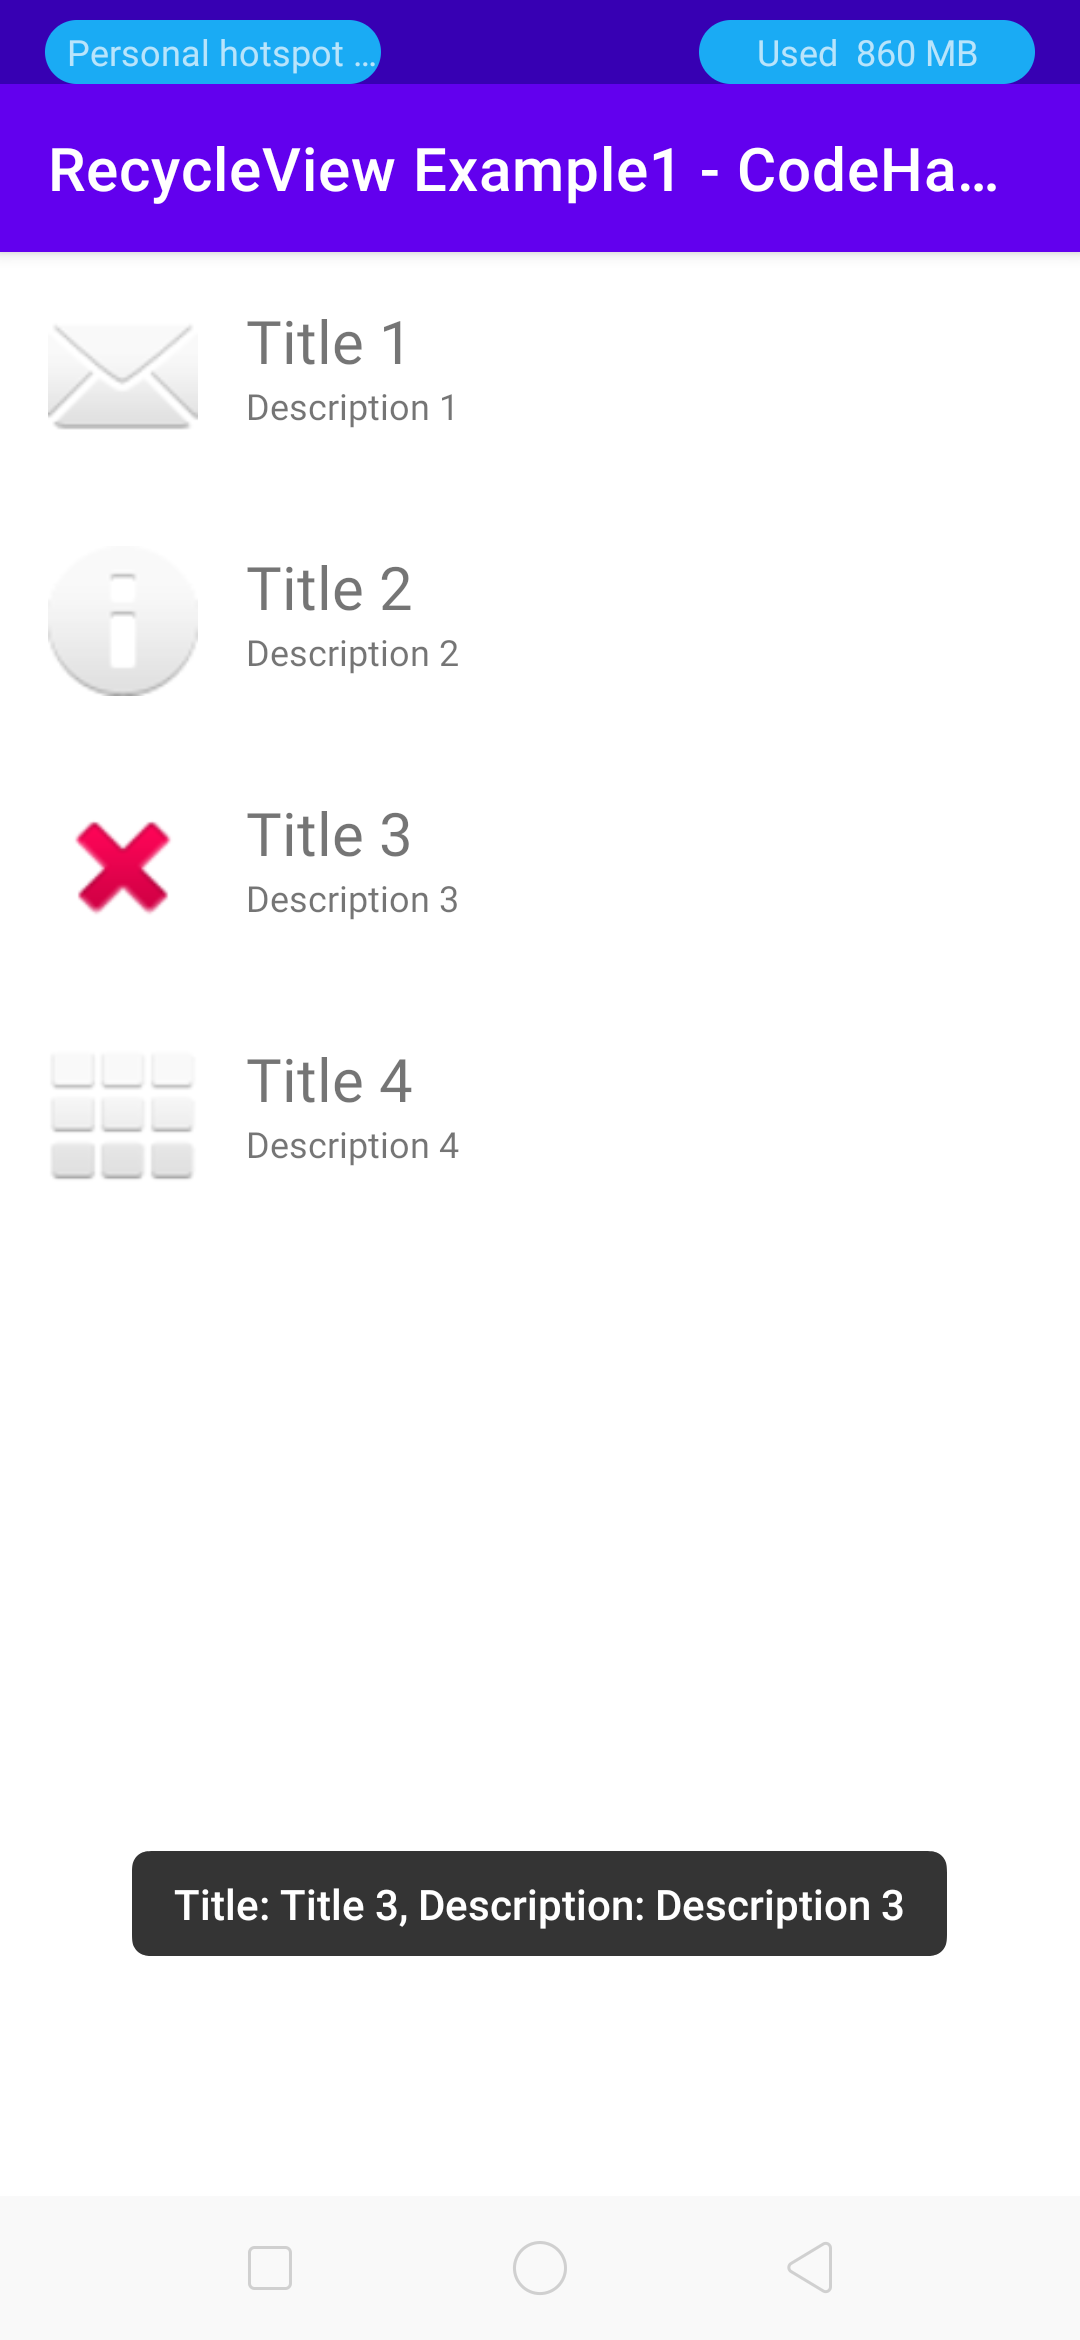 Personal hotspot ...
Used 860 MB
RecycleView Example1 - CodeHa...
Title 1
Description 1
Title 2
Description 2
Title 3
Description 3
Title 4
Description 4
Title: Title 3, Description: Description 3